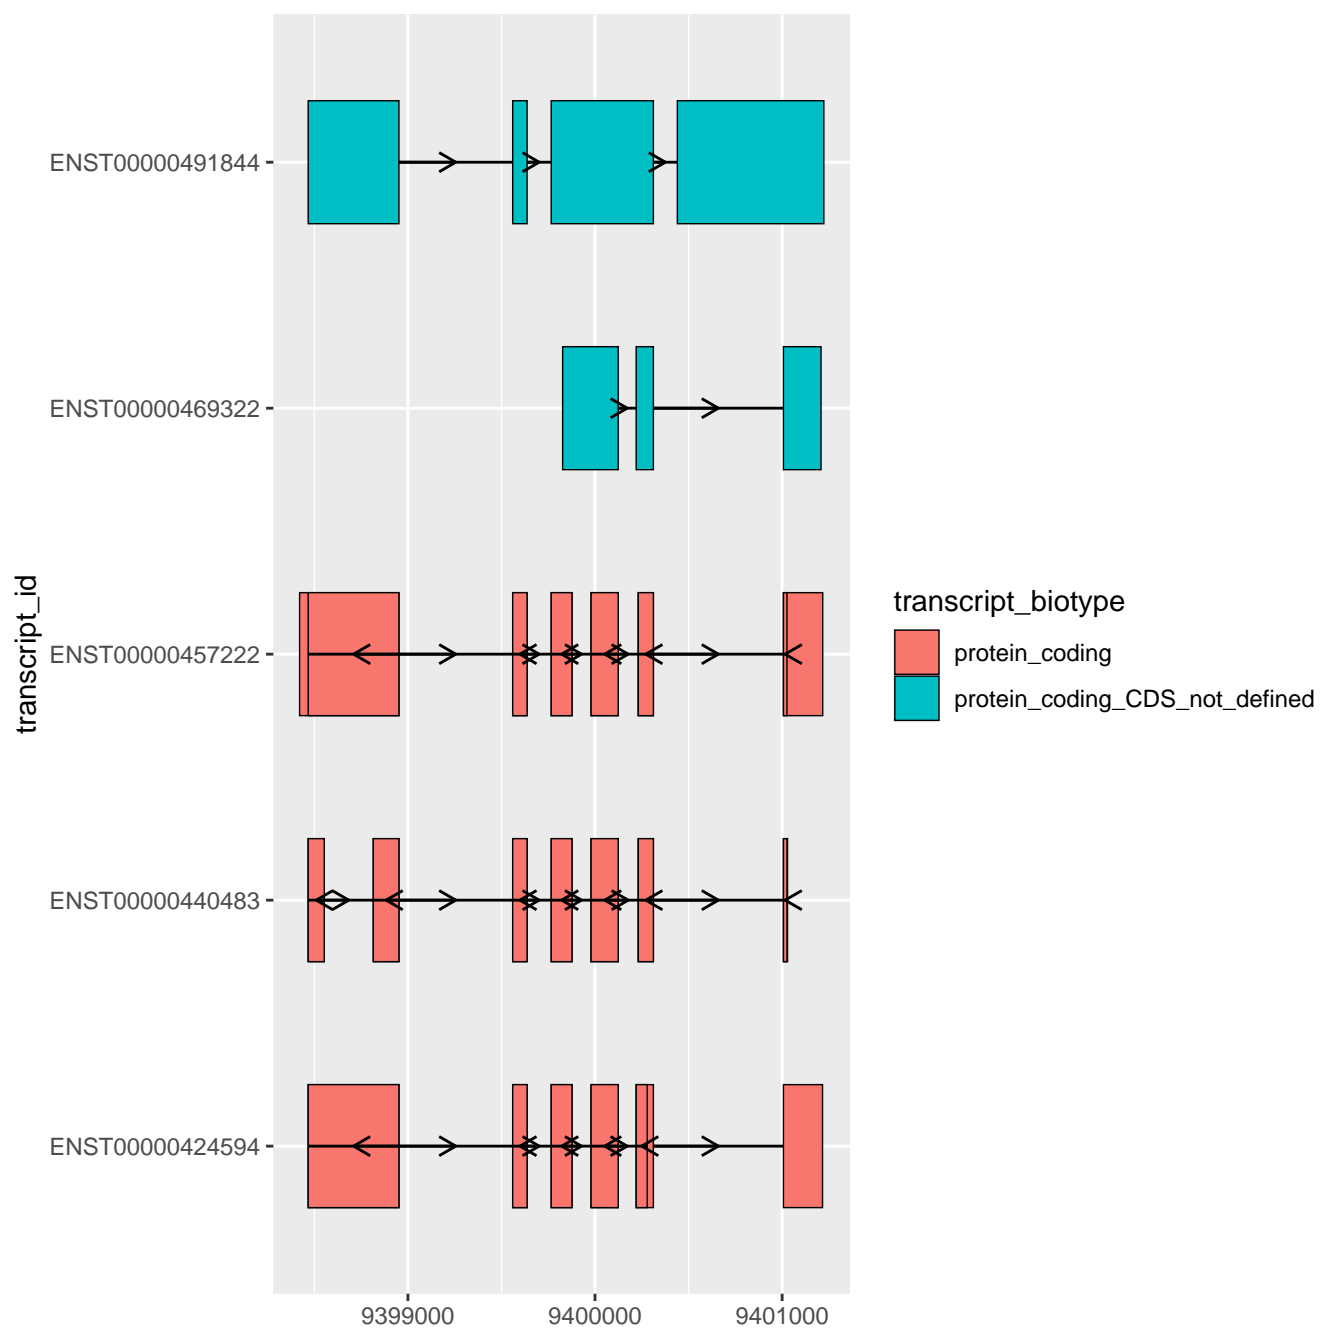 ENST00000491844
ENST00000469322
ENST00000457222
ENST00000440483
ENST00000424594
transcript_id
9399000
9400000
9401000
transcript_biotype
protein_coding
protein_coding_CDS_not_defined